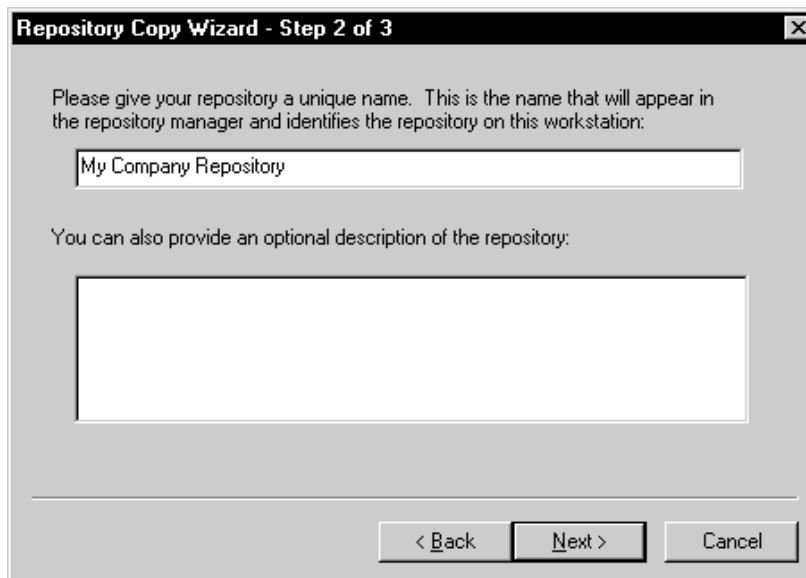 Repository Copy Wizard - Step 2 of 3
Please give your repository a unique name.  This is the name that will appear in
the repository manager and identifies the repository on this workstation:
My Company Repository
You can also provide an optional description of the repository:
< Back
Next >
Cancel